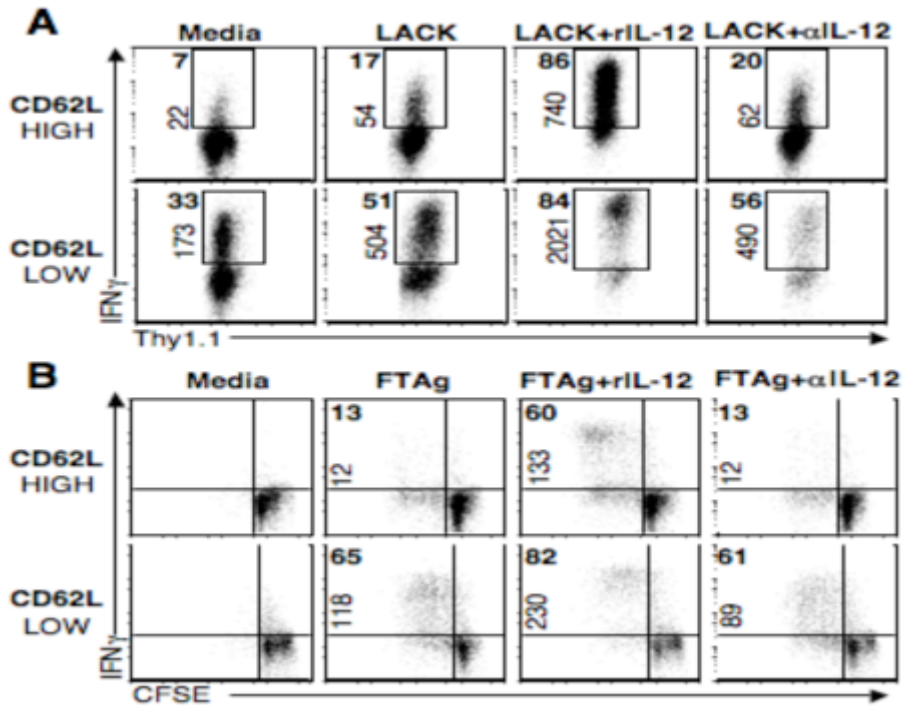 A
Media LACK LACK+rIL-12 LACK+αIL-12
CD62L HIGH
7 22
17 54
86 740
20 62
CD62L LOW
33 173
51 504
84 2021
56 490
IFNγ
Thy1.1
B
Media FTAg FTAg+rIL-12 FTAg+αIL-12
CD62L HIGH
13 12
60 133
13 12
CD62L LOW
65 118
82 230
61 89
IFNγ
CFSE